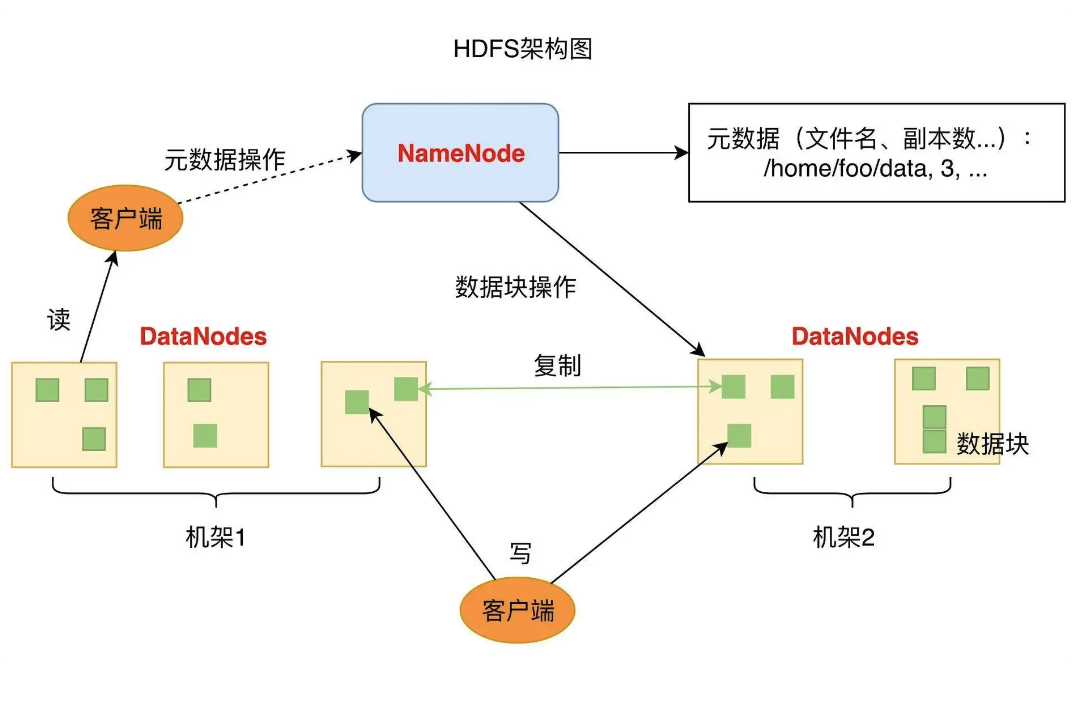 HDFS架构图
元数据操作
NameNode
元数据（文件名、副本数...）：
/home/foo/data, 3, ...
客户端
数据块操作
读
DataNodes
DataNodes
复制
数据块
机架1
机架2
写
客户端